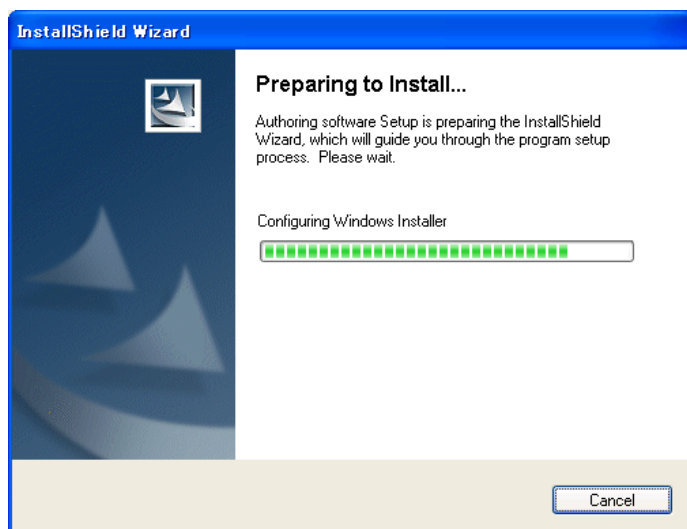 InstallShield Wizard
Preparing to Install...
Authoring software Setup is preparing the InstallShield
Wizard, which will guide you through the program setup
process. Please wait.
Configuring Windows Installer
Cancel